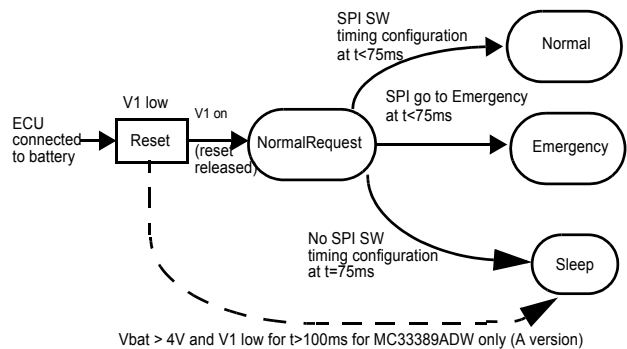 SPI SW
timing configuration
at t<75ms
Normal
V1 low
V1 on
SPI go to Emergency
at t<75ms
ECU
connected
to battery
Reset
(reset
released)
NormalRequest
Emergency
No SPI SW
timing configuration
at t=75ms
Sleep
Vbat > 4V and V1 low for t>100ms for MC33389ADW only (A version)